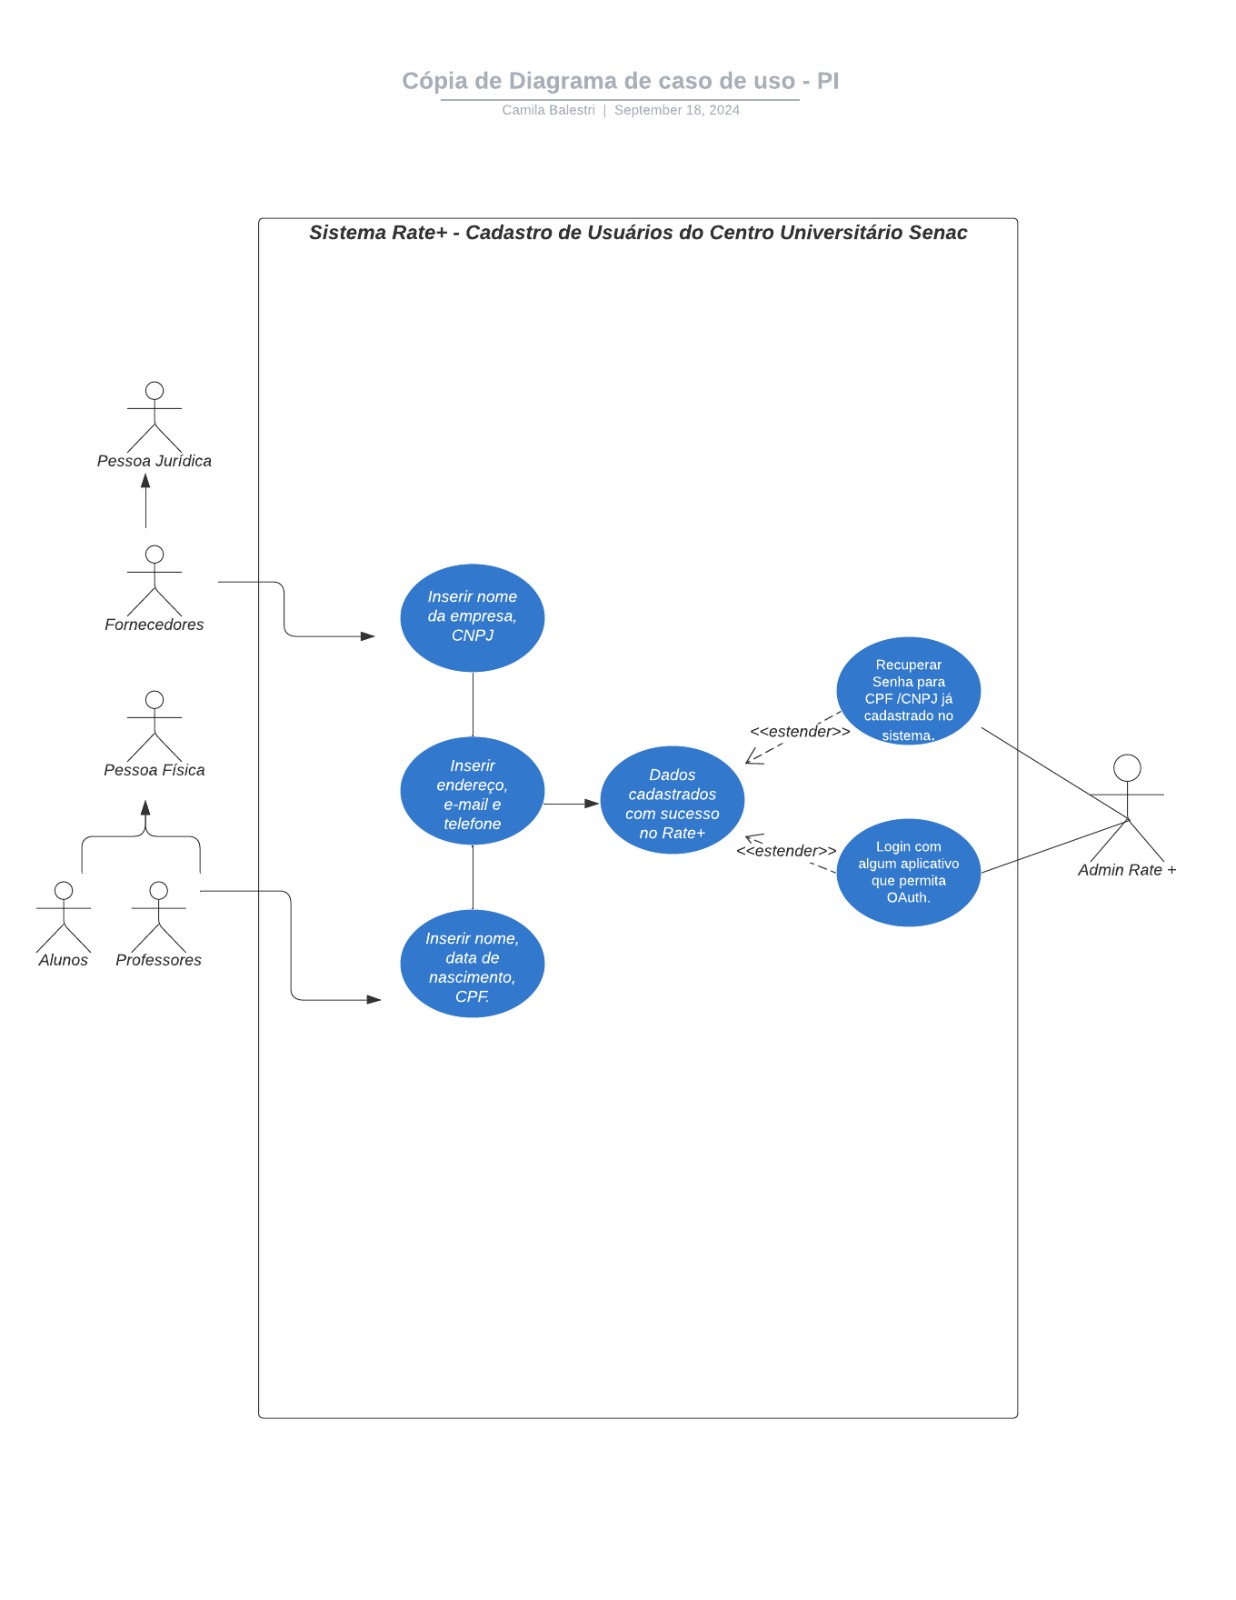 Cópia de Diagrama de caso de uso - PI
Camila Balestri | September 18, 2024
Sistema Rate+ - Cadastro de Usuários do Centro Universitário Senac
Pessoa Jurídica
Fornecedores
Pessoa Física
Alunos
Professores
Inserir nome
da empresa,
CNPJ
Inserir
endereço,
e-mail e
telefone
Inserir nome,
data de
nascimento,
CPF.
Dados
cadastrados
com sucesso
no Rate+
<<estender>>
<<estender>>
Recuperar
Senha para
CPF /CNPJ já
cadastrado no
sistema.
Login com
algum aplicativo
que permita
OAuth.
Admin Rate +